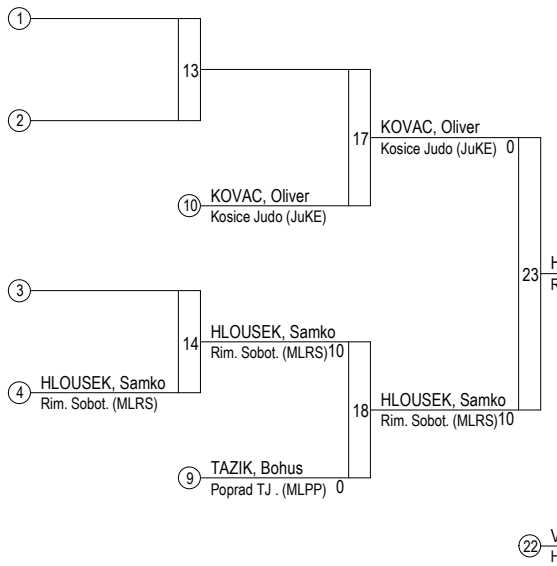 1
13
2
17
KOVAC, Oliver
Kosice Judo (JuKE) 0
10 KOVAC, Oliver
Kosice Judo (JuKE)
23 H
R
3
14 HLOUSEK, Samko
Rim. Sobot. (MLRS) 10
4 HLOUSEK, Samko
Rim. Sobot. (MLRS)
18 HLOUSEK, Samko
Rim. Sobot. (MLRS) 10
9 TAZIK, Bohus
Poprad TJ . (MLPP) 0
22 V
H